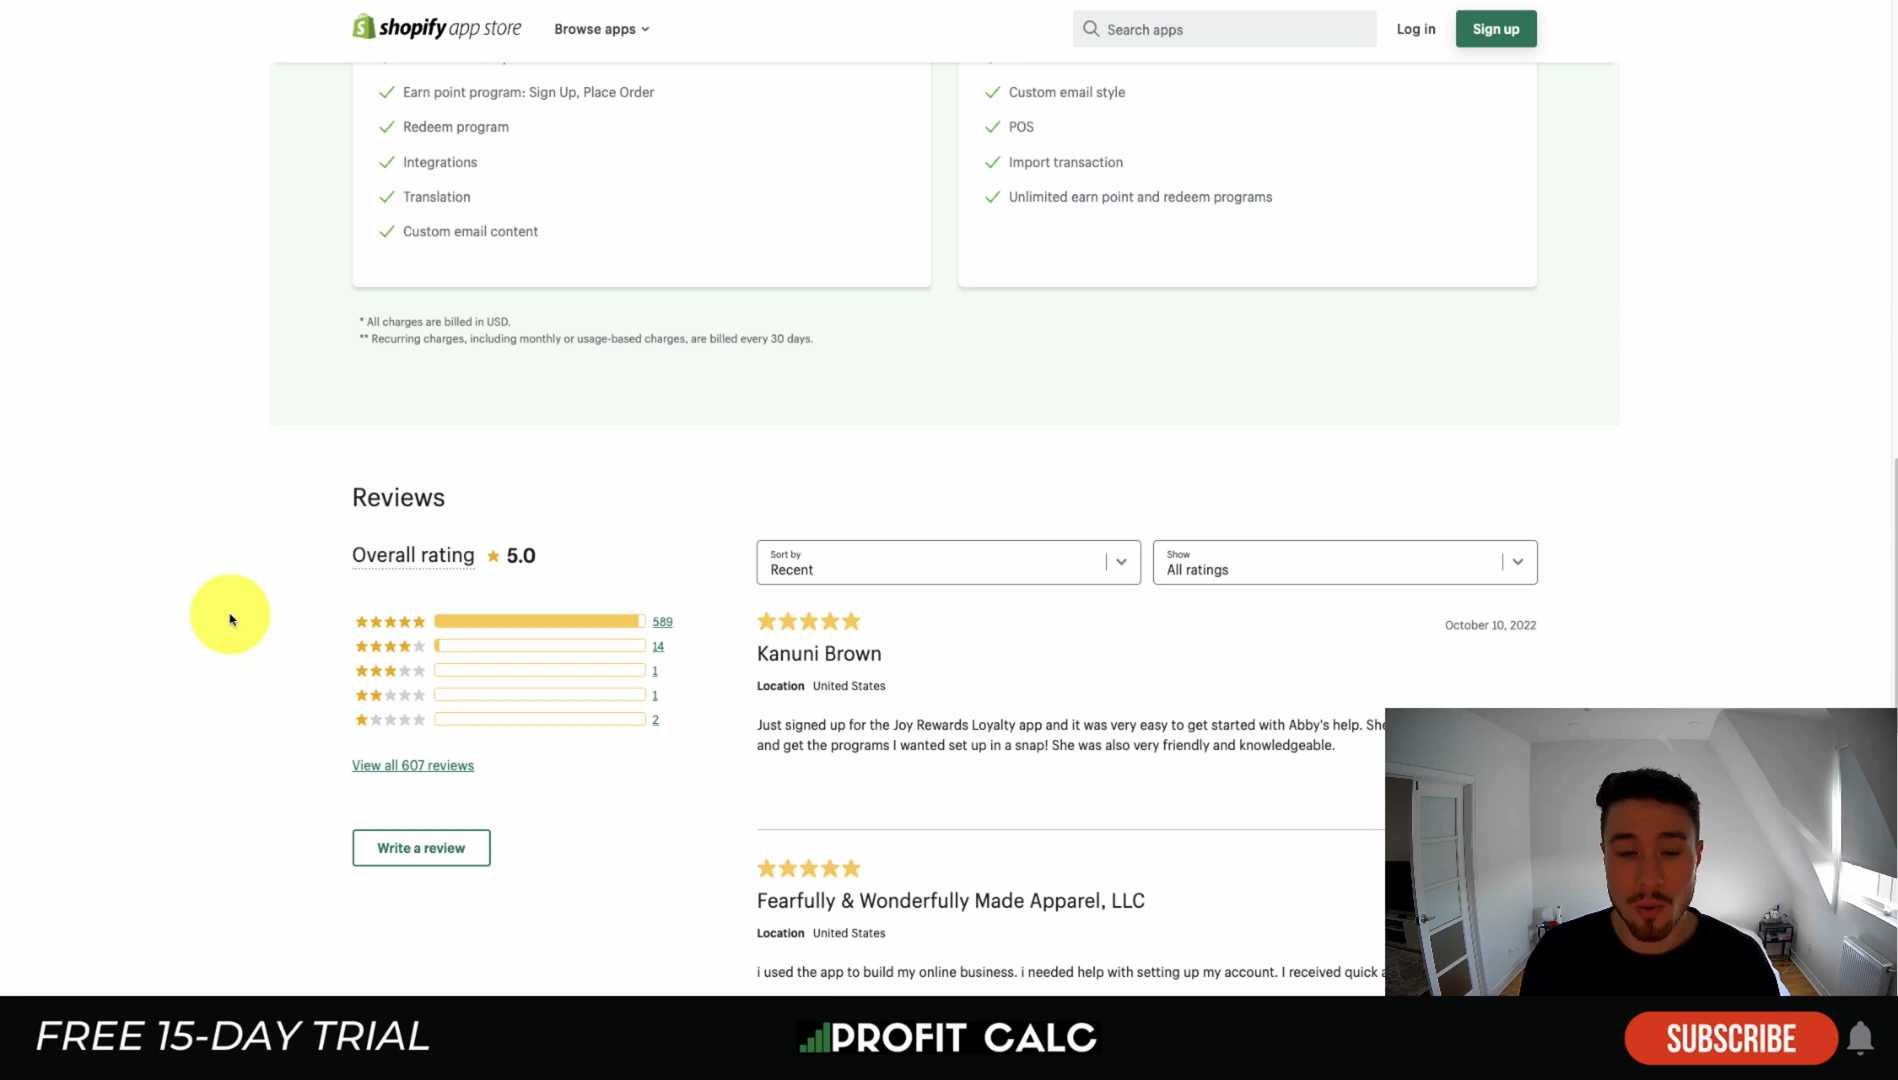 shopify app store
Browse apps
Search apps
Log in
Sign up
Earn point program: Sign Up, Place Order
Redeem program
Integrations
Translation
Custom email content
Custom email style
POS
Import transaction
Unlimited earn point and redeem programs
* All charges are billed in USD.
** Recurring charges, including monthly or usage-based charges, are billed every 30 days.
Reviews
Overall rating 5.0
589
14
1
1
2
View all 607 reviews
Write a review
Sort by
Recent
Show
All ratings
October 10, 2022
Kanuni Brown
Location United States
Just signed up for the Joy Rewards Loyalty app and it was very easy to get started with Abby's help. She
and get the programs I wanted set up in a snap! She was also very friendly and knowledgeable.
Fearfully & Wonderfully Made Apparel, LLC
Location United States
i used the app to build my online business. i needed help with setting up my account. I received quick
FREE 15-DAY TRIAL
PROFIT CALC
SUBSCRIBE